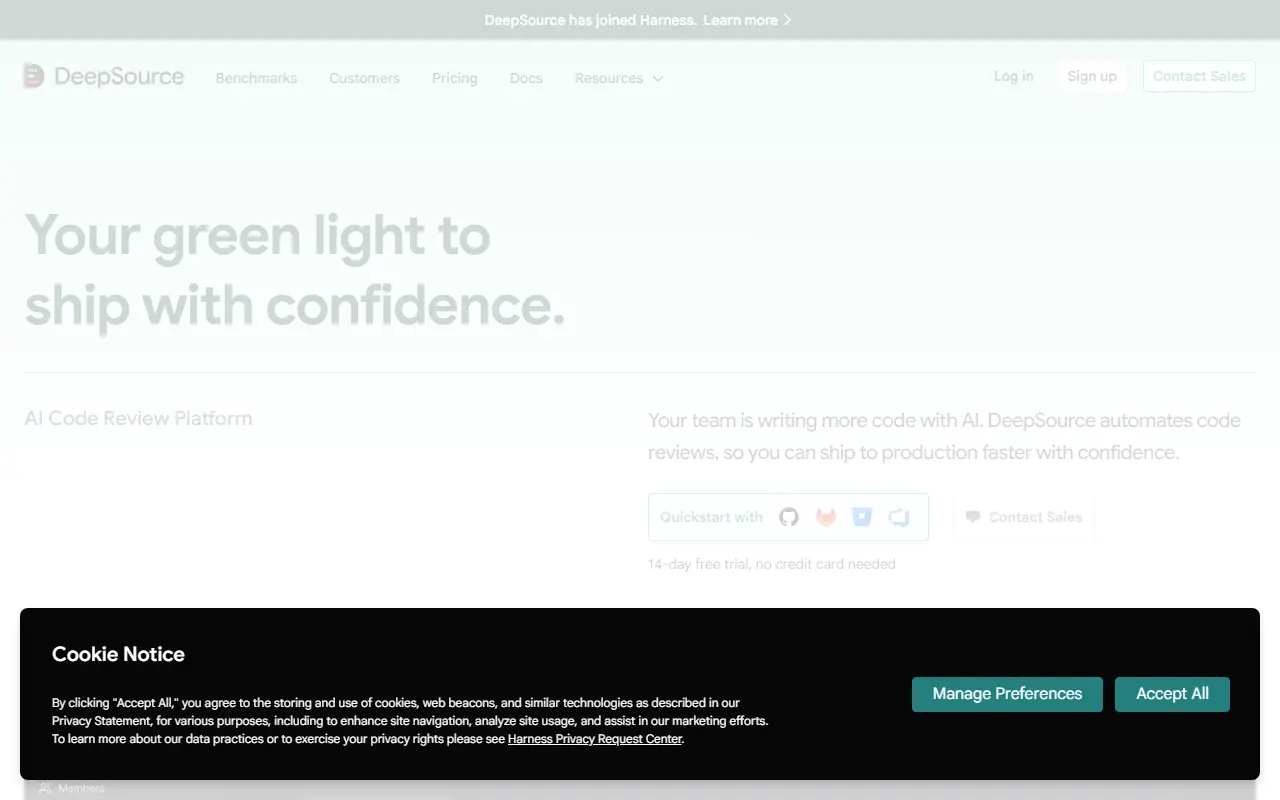 DeepSource has joined Harness. Learn more
DeepSource Benchmarks Customers Pricing Docs Resources Log in Sign up Contact Sales
Your green light to
ship with confidence.
AI Code Review Platform
Your team is writing more code with AI. DeepSource automates code
reviews, so you can ship to production faster with confidence.
Quickstart with Contact Sales
14-day free trial, no credit card needed
Cookie Notice
By clicking "Accept All," you agree to the storing and use of cookies, web beacons, and similar technologies as described in our
Privacy Statement, for various purposes, including to enhance site navigation, analyze site usage, and assist in our marketing efforts.
To learn more about our data practices or to exercise your privacy rights please see Harness Privacy Request Center.
Manage Preferences Accept All
Members